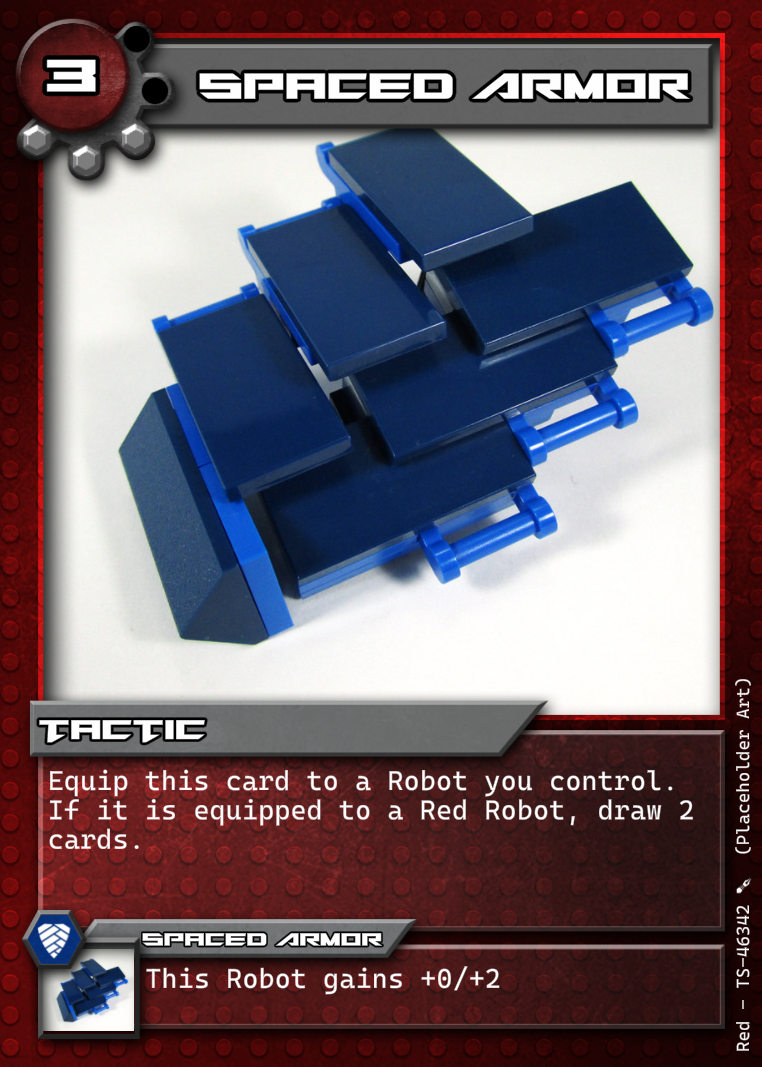 3
SPACED ARMOR
TACTIC
Equip this card to a Robot you control.
If it is equipped to a Red Robot, draw 2
cards.
SPACED ARMOR
This Robot gains +0/+2
Red – TS-46342 ✒ (Placeholder Art)